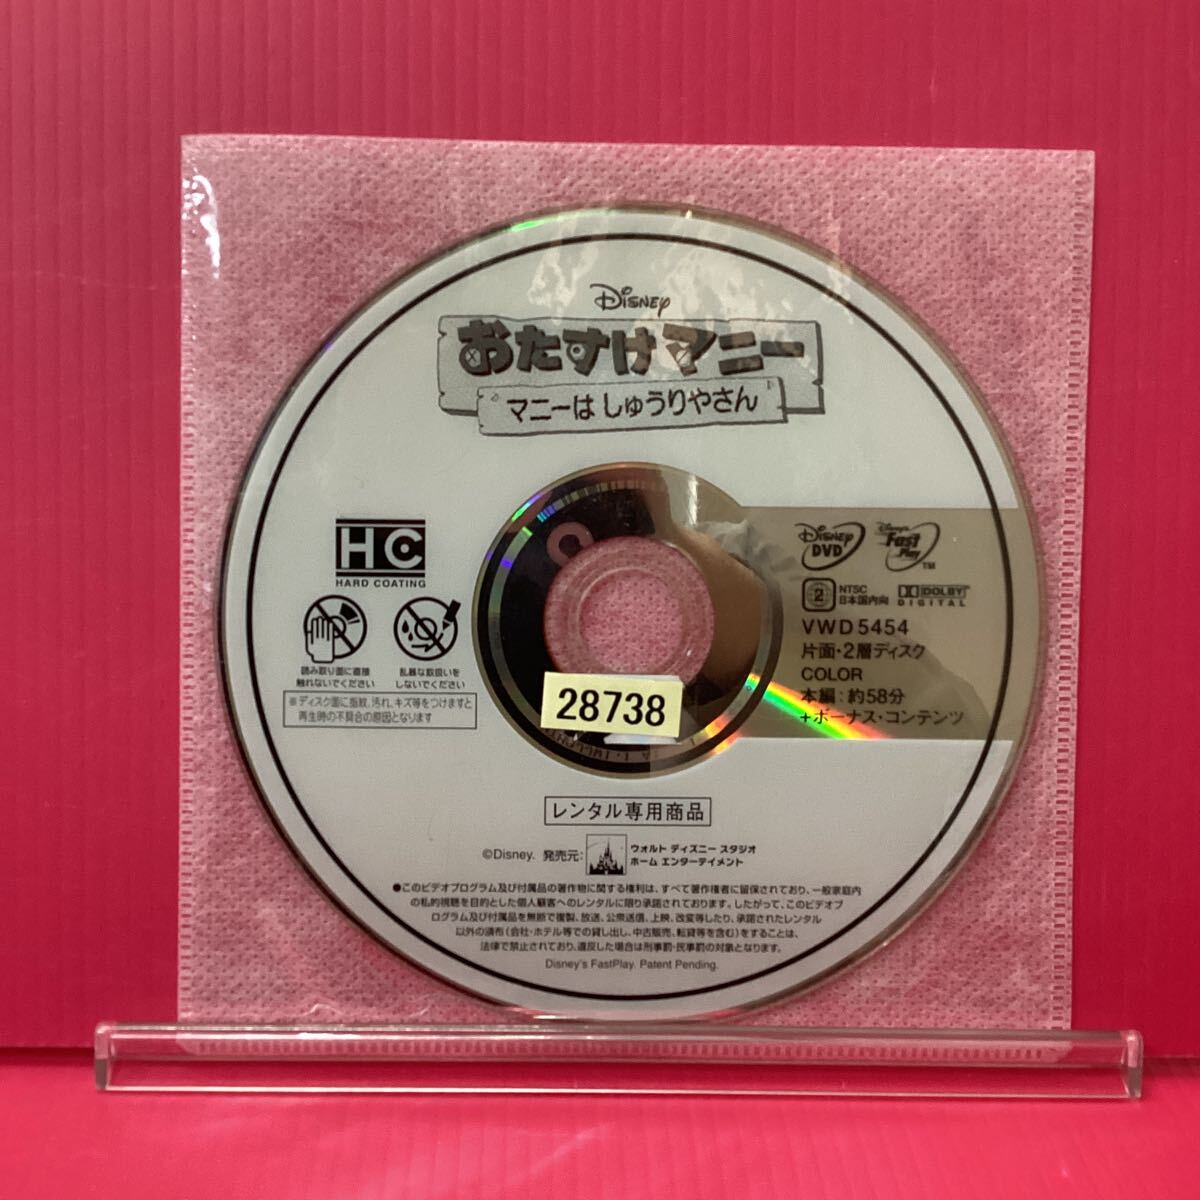 Disney
おたすけマニー
マニーは しゅうりやさん
HC
HARD COATING
読み取り面に直接
触れないでください
乱暴な取扱いを
しないでください
※ディスク面に指紋、汚れ、キズ等をつけますと
再生時の不具合の原因となります
Disney
DVD
Disney's
Fast
Play
TM
2
NTSC
日本国内向
DOLBY
DIGITAL
VWD5454
片面・2層ディスク
COLOR
本編:約58分
+ボーナス・コンテンツ
28738
レンタル専用商品
©Disney. 発売元:
ウォルト ディズニー スタジオ
ホーム エンターテイメント
●このビデオプログラム及び付属品の著作物に関する権利は、すべて著作権者に留保されており、一般家庭内
の私的視聴を目的とした個人顧客へのレンタルに限り承諾されております。したがって、このビデオプ
ログラム及び付属品を無断で複製、放送、公衆送信、上映、改変等したり、承諾されたレンタル
以外の頒布(会社・ホテル等での貸し出し、中古販売、転貸等を含む)をすることは、
法律で禁止されており、違反した場合は刑事罰・民事罰の対象となります。
Disney's FastPlay. Patent Pending.